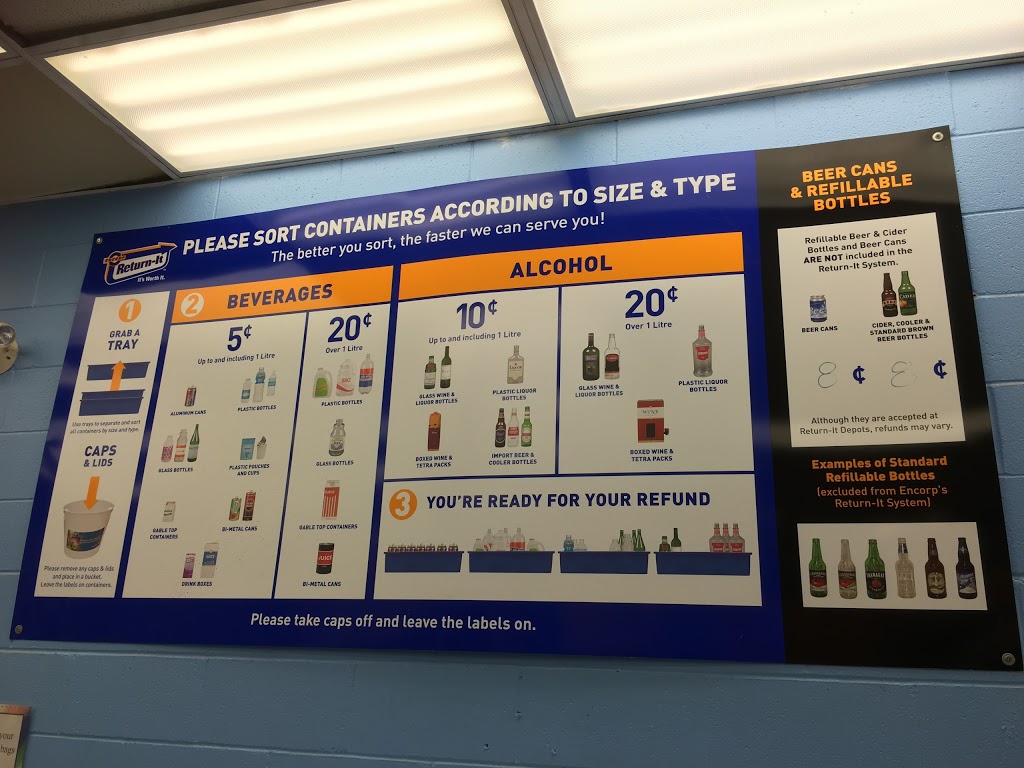 PLEASE SORT CONTAINERS ACCORDING TO SIZE & TYPE
The better you sort, the faster we can serve you!
Return-It
It's Worth It.
1
GRAB A
TRAY
Use trays to separate and sort
all containers by size and type.
CAPS
& LIDS
Please remove any caps & lids
and place in a bucket.
Leave the labels on containers.
2 BEVERAGES
5¢
Up to and including 1 Litre
ALUMINUM CANS
PLASTIC BOTTLES
GLASS BOTTLES
PLASTIC POUCHES
AND CUPS
GABLE TOP
CONTAINERS
BI-METAL CANS
DRINK BOXES
20¢
Over 1 Litre
PLASTIC BOTTLES
GLASS BOTTLES
GABLE TOP CONTAINERS
JUICE
BI-METAL CANS
ALCOHOL
10¢
Up to and including 1 Litre
GLASS WINE &
LIQUOR BOTTLES
PLASTIC LIQUOR
BOTTLES
BOXED WINE &
TETRA PACKS
IMPORT BEER &
COOLER BOTTLES
20¢
Over 1 Litre
GLASS WINE &
LIQUOR BOTTLES
PLASTIC LIQUOR
BOTTLES
WINE
BOXED WINE &
TETRA PACKS
3 YOU'RE READY FOR YOUR REFUND
Please take caps off and leave the labels on.
BEER CANS
& REFILLABLE
BOTTLES
Refillable Beer & Cider
Bottles and Beer Cans
ARE NOT included in the
Return-It System.
BEER CANS
CIDER, COOLER &
STANDARD BROWN
BEER BOTTLES
8 ¢ 8 ¢
Although they are accepted at
Return-It Depots, refunds may vary.
Examples of Standard
Refillable Bottles
(excluded from Encorp's
Return-It System)
your
bags